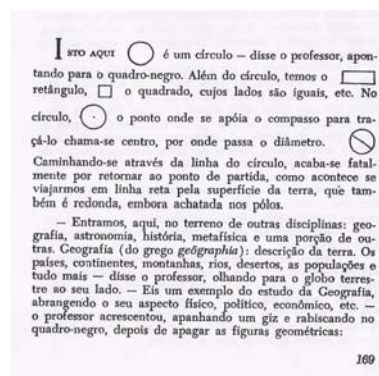 ISTO AQUI é um círculo — disse o professor, apon-
tando para o quadro-negro. Além do círculo, temos o
retângulo, o quadrado, cujos lados são iguais, etc. No
círculo, o ponto onde se apóia o compasso para tra-
çá-lo chama-se centro, por onde passa o diâmetro.
Caminhando-se através da linha do círculo, acaba-se fatal-
mente por retornar ao ponto de partida, como acontece se
viajarmos em linha reta pela superfície da terra, que tam-
bém é redonda, embora achatada nos pólos.
— Entramos, aqui, no terreno de outras disciplinas: geo-
grafia, astronomia, história, metafísica e uma porção de ou-
tras. Geografia (do grego geõgraphía): descrição da terra. Os
países, continentes, montanhas, rios, desertos, as populações e
tudo mais — disse o professor, olhando para o globo terres-
tre ao seu lado. — Eis um exemplo do estudo da Geografia,
abrangendo o seu aspecto físico, político, econômico, etc. —
o professor acrescentou, apanhando um giz e rabiscando no
quadro-negro, depois de apagar as figuras geométricas:
169